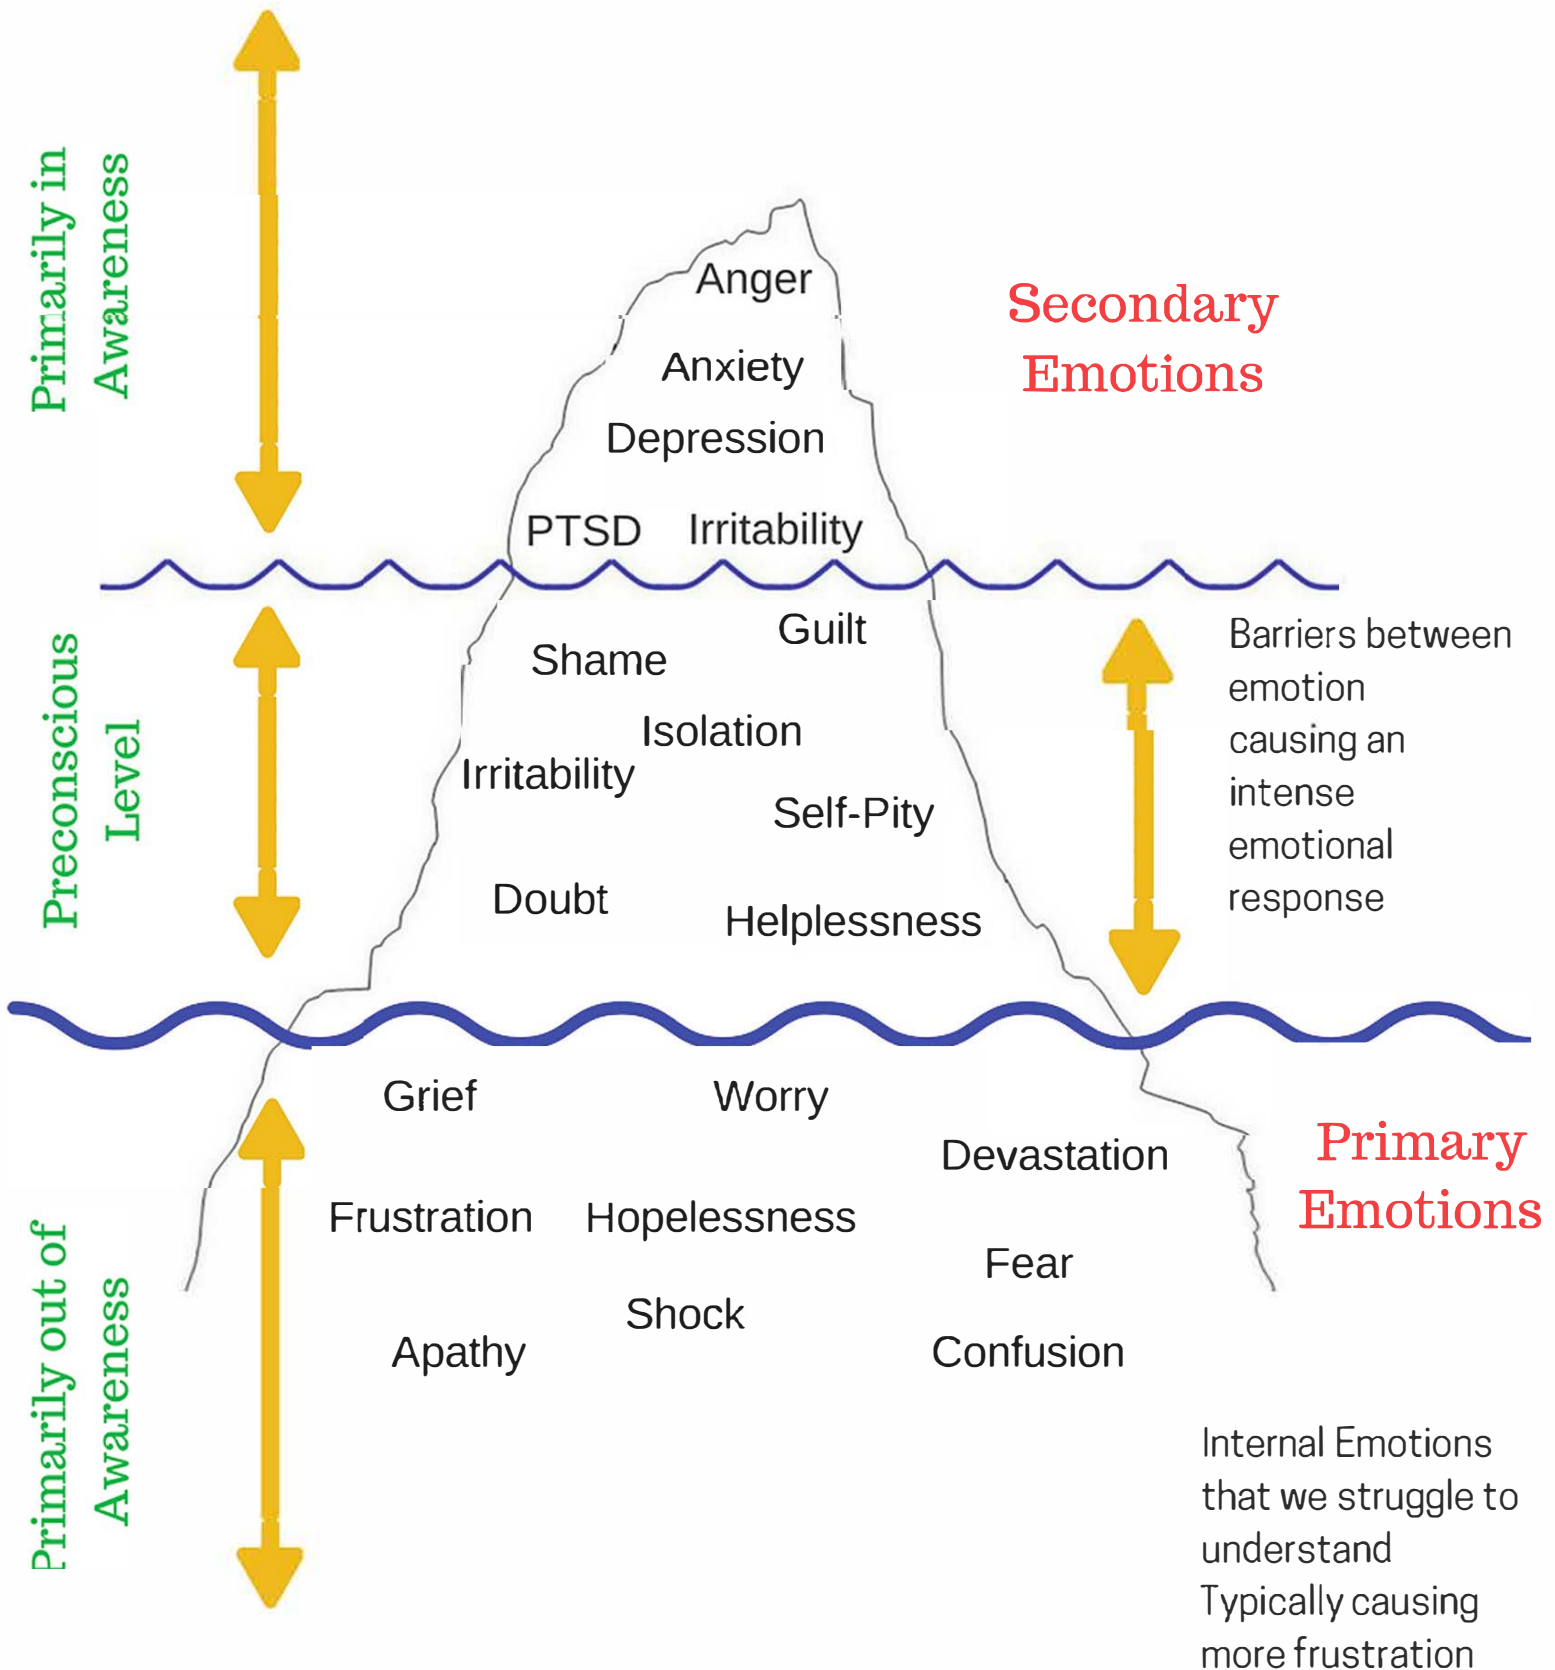 Primarily in
Awareness
Anger
Anxiety
Depression
PTSD Irritability
Secondary
Emotions
Preconscious
Level
Guilt
Shame
Isolation
Irritability
Self-Pity
Doubt
Helplessness
Barriers between
emotion
causing an
intense
emotional
response
Primarily out of
Awareness
Grief Worry
Devastation
Frustration Hopelessness
Fear
Shock
Apathy Confusion
Primary
Emotions
Internal Emotions
that we struggle to
understand
Typically causing
more frustration